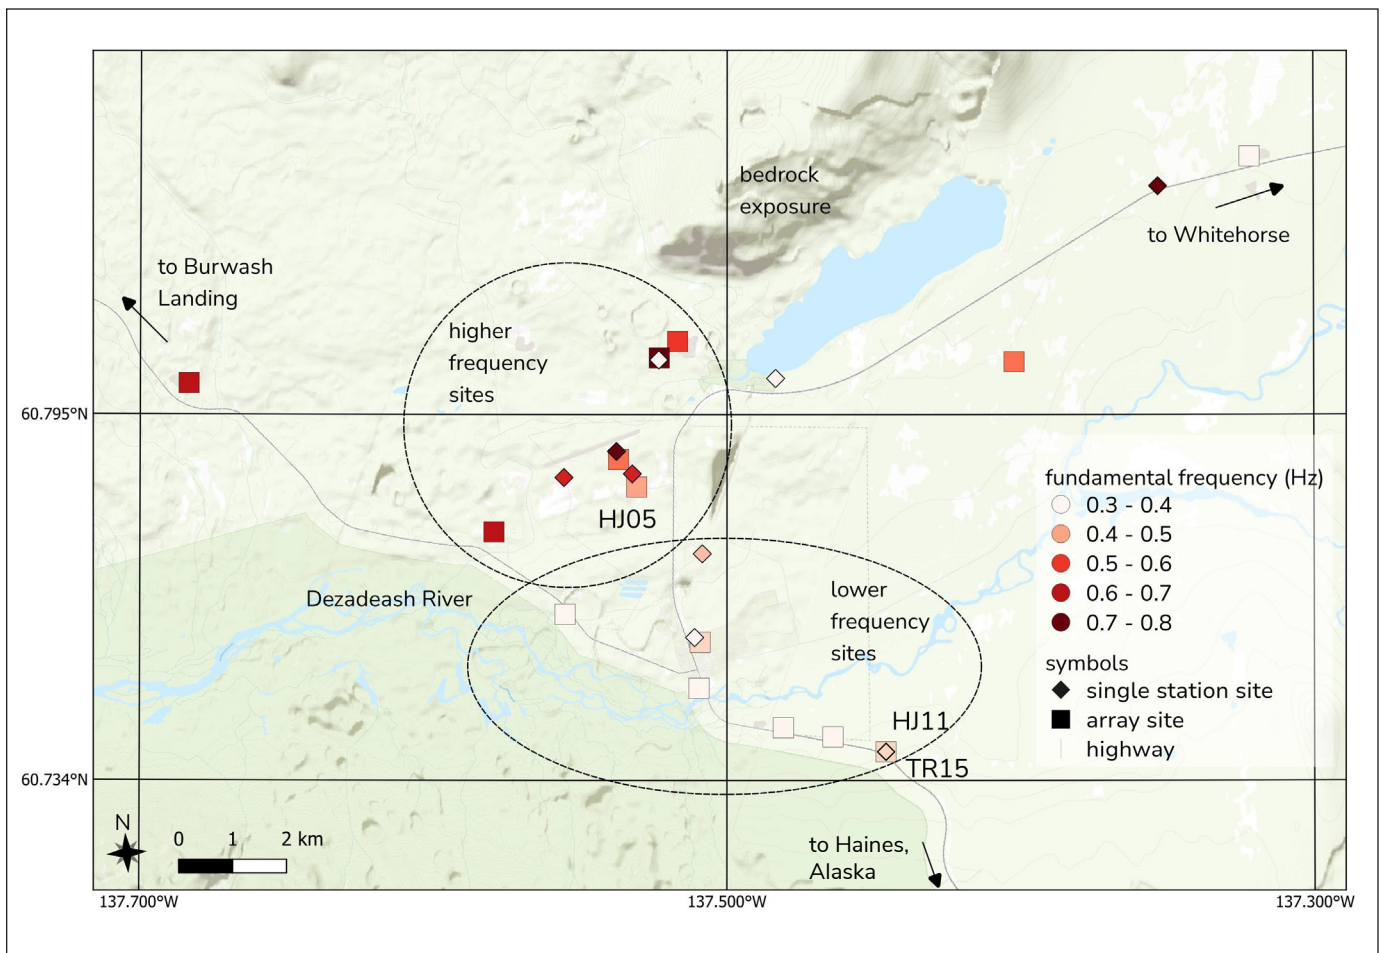 bedrock
exposure
to Whitehorse
to Burwash
Landing
higher
frequency
sites
60.795°N
fundamental frequency (Hz)
0.3 - 0.4
0.4 - 0.5
0.5 - 0.6
0.6 - 0.7
0.7 - 0.8
symbols
single station site
array site
highway
HJ05
Dezadeash River
lower
frequency
sites
HJ11
TR15
60.734°N
N
0 1 2 km
to Haines,
Alaska
137.700°W 137.500°W 137.300°W